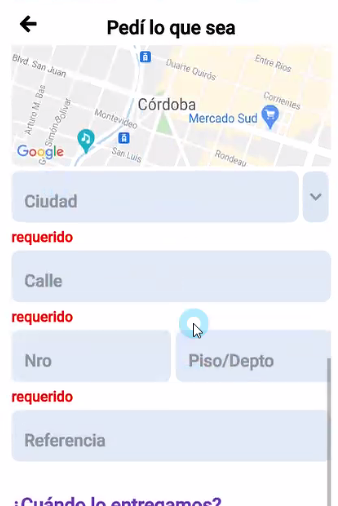 Pedí lo que sea
Blvd. San Juan
Duarte Quirós
Entre Ríos
Arturo M. Bas
Simón Bolívar
Montevideo
Córdoba
Corrientes
Mercado Sud
Google
San Luis
Rondeau
Ciudad
requerido
Calle
requerido
Nro
Piso/Depto
requerido
Referencia
¿Cuándo lo entregamos?